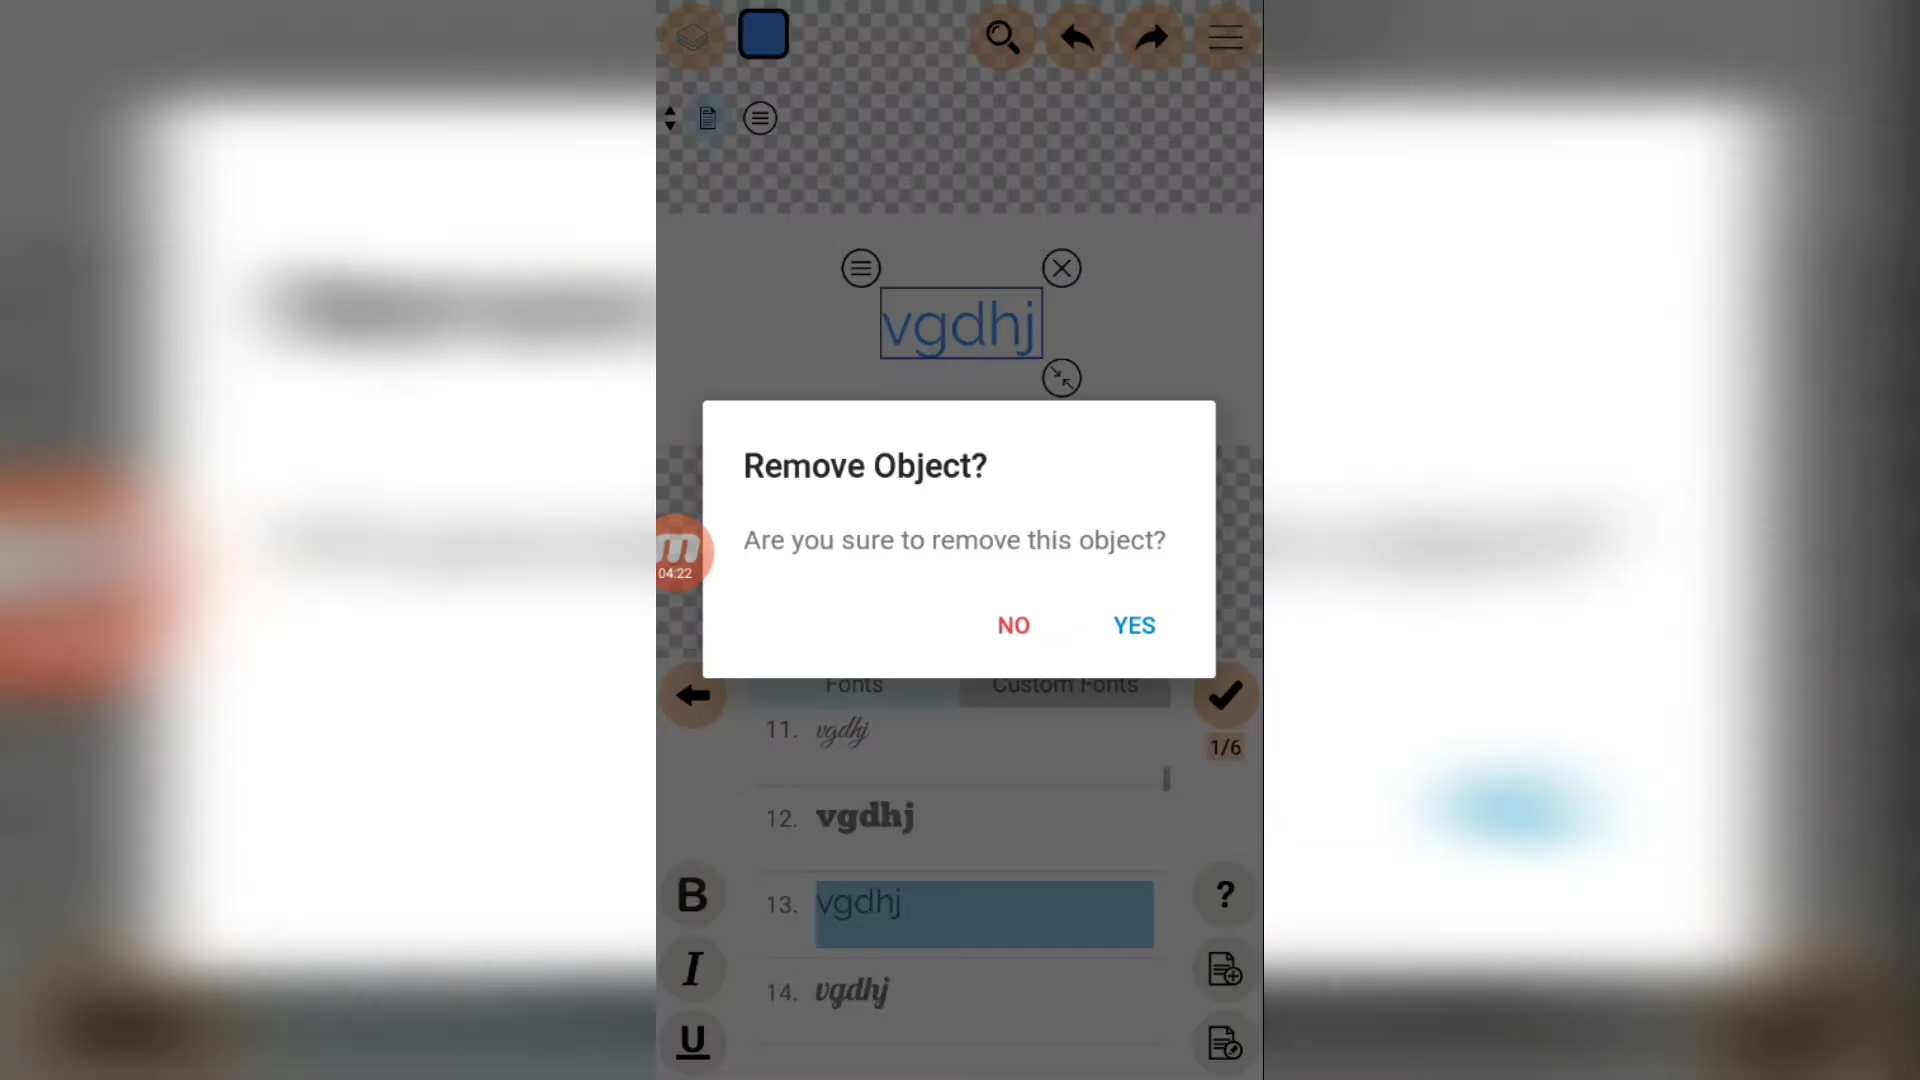 vgdhj
Remove Object?
Are you sure to remove this object?
m
04:22
NO YES
Fonts Custom Fonts
11. vgdhj
1/6
12. vgdhj
B
13. vgdhj
?
I
14. vgdhj
U